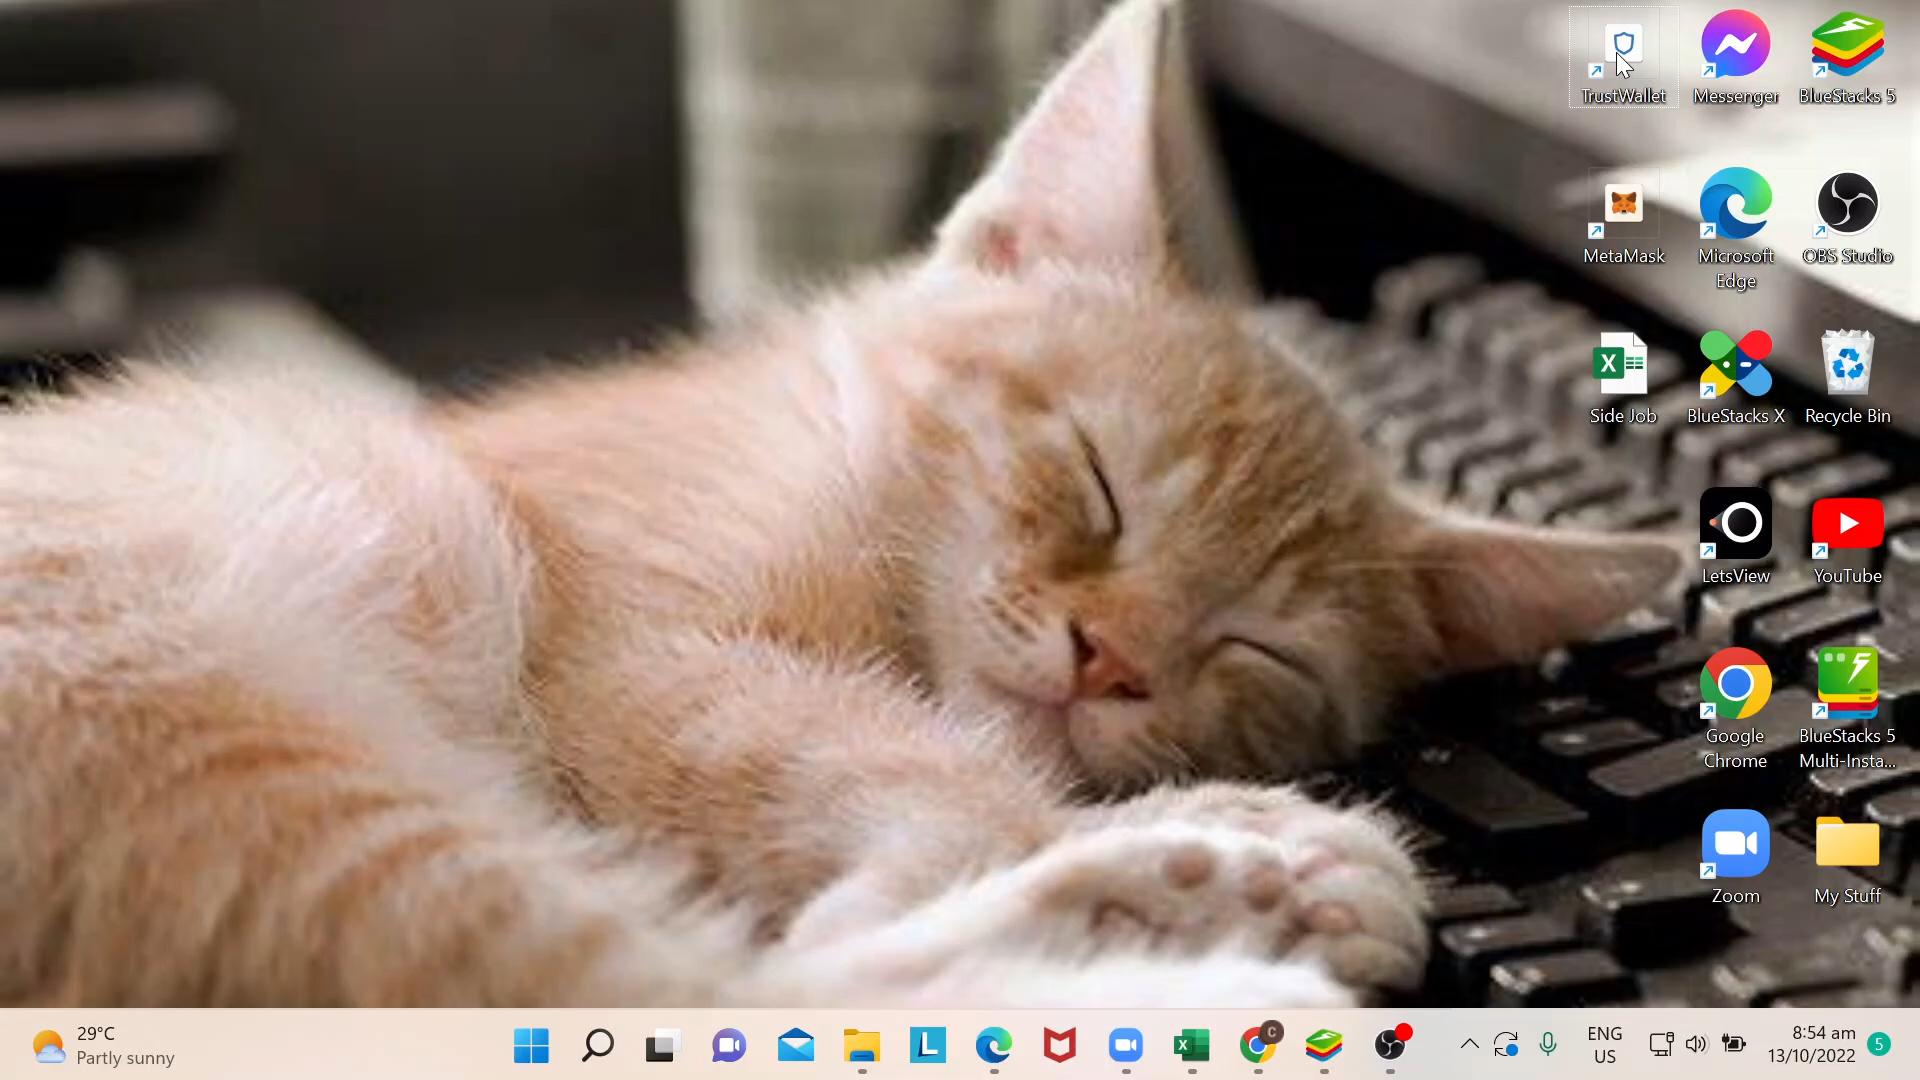 TrustWallet
Messenger
BlueStacks 5
MetaMask
Microsoft
Edge
OBS Studio
Side Job
BlueStacks X
Recycle Bin
LetsView
YouTube
Google
Chrome
BlueStacks 5
Multi-Insta...
Zoom
My Stuff
29°C
Partly sunny
ENG
US
8:54 am
13/10/2022
5